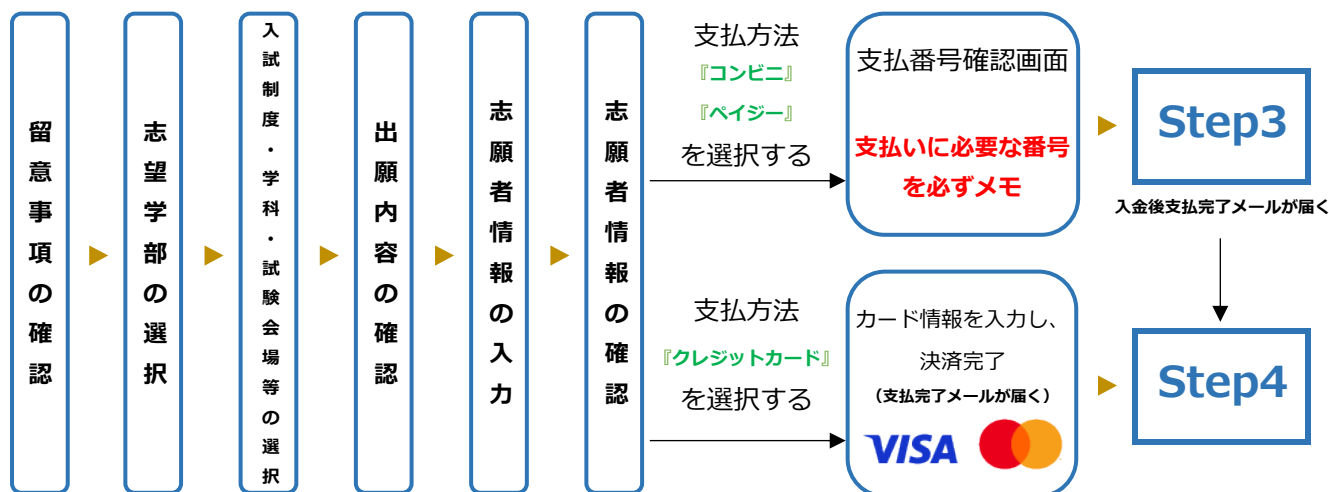 留意事項の確認
志望学部の選択
入試制度・学科・試験会場等の選択
出願内容の確認
志願者情報の入力
志願者情報の確認
支払方法
『コンビニ』
『ペイジー』
を選択する
支払番号確認画面
支払いに必要な番号
を必ずメモ
Step3
入金後支払完了メールが届く
支払方法
『クレジットカード』
を選択する
カード情報を入力し、
決済完了
（支払完了メールが届く）
VISA
Step4